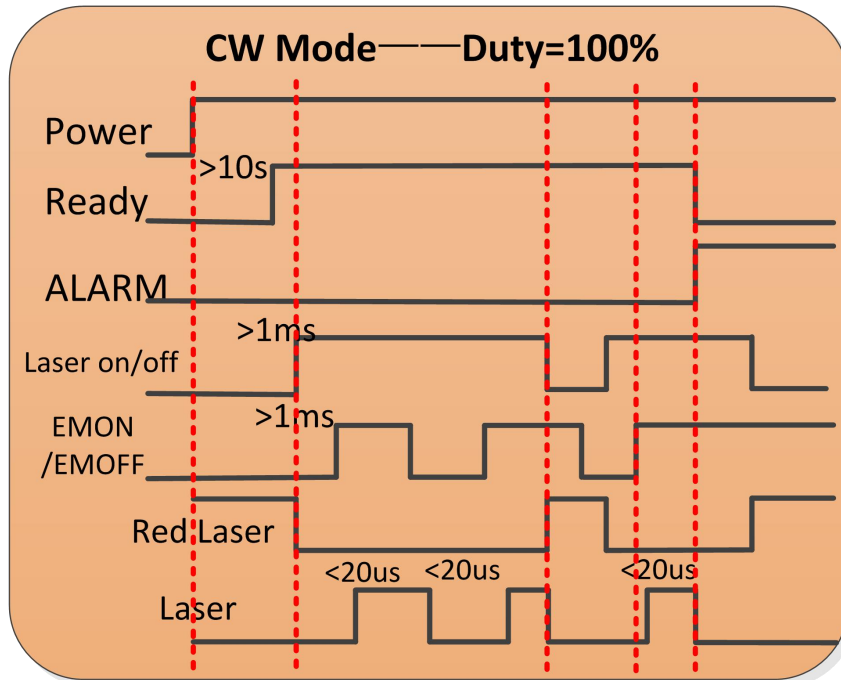 CW Mode——Duty=100%
Power
>10s
Ready
ALARM
>1ms
Laser on/off
>1ms
EMON
/EMOFF
Red Laser
<20us <20us <20us
Laser